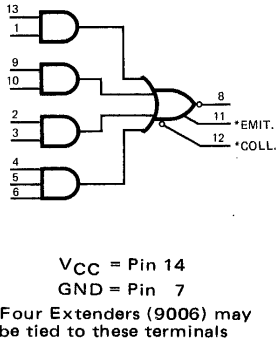 13
1
9
10
8
11
*EMIT.
2
3
12
*COLL.
4
5
6
VCC = Pin 14
GND = Pin 7
Four Extenders (9006) may
be tied to these terminals